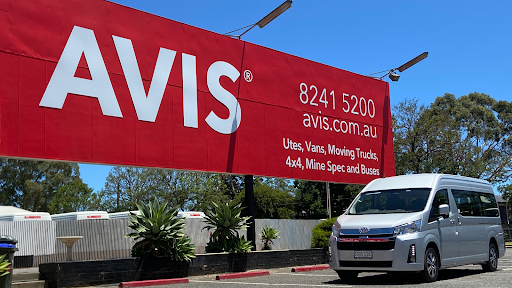 AVIS®
8241 5200
avis.com.au
Utes, Vans, Moving Trucks,
4x4, Mine Spec and Buses